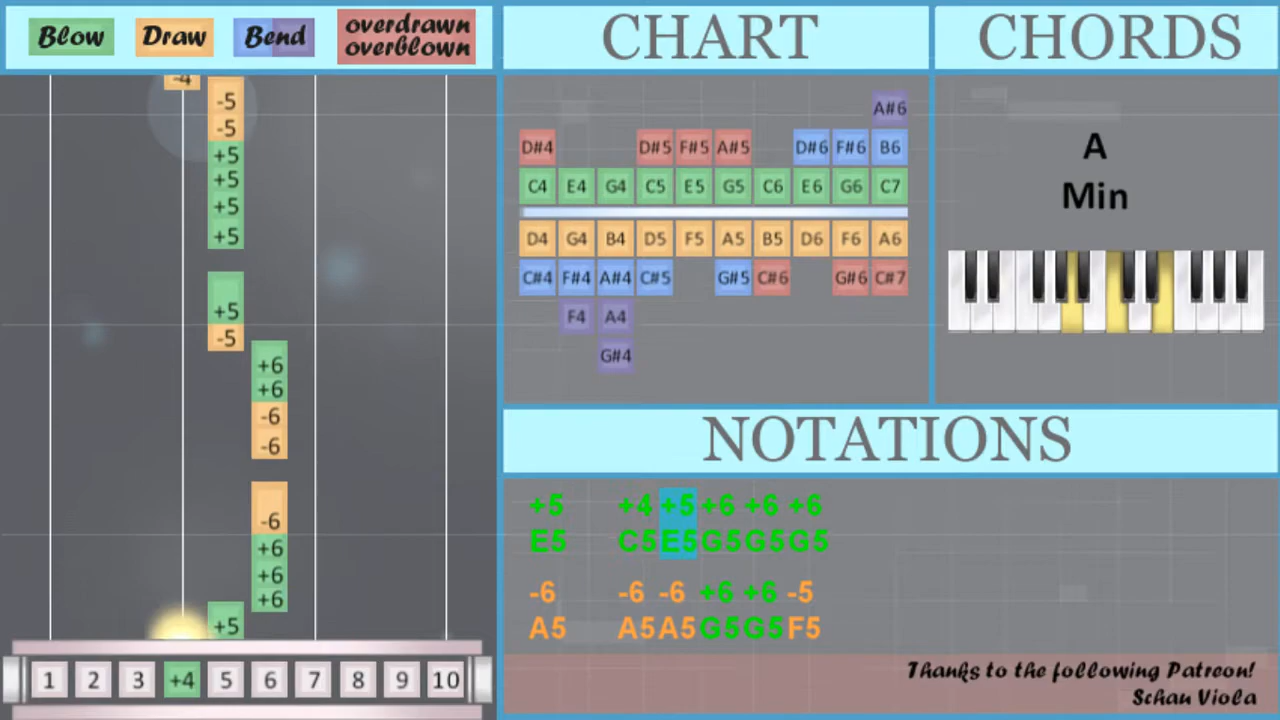 Blow Draw Bend overdrawn
overblown
CHART
CHORDS
-4
-5
-5
+5
+5
+5
+5
+5
-5
+6
+6
-6
-6
-6
+6
+6
+6
+5
1 2 3 +4 5 6 7 8 9 10
A#6
D#4 D#5 F#5 A#5 D#6 F#6 B6
C4 E4 G4 C5 E5 G5 C6 E6 G6 C7
D4 G4 B4 D5 F5 A5 B5 D6 F6 A6
C#4 F#4 A#4 C#5 G#5 C#6 G#6 C#7
F4 A4
G#4
A
Min
NOTATIONS
+5 +4 +5 +6 +6 +6
E5 C5 E5 G5 G5 G5
-6 -6 -6 +6 +6 -5
A5 A5 A5 G5 G5 F5
Thanks to the following Patreon!
Schau Viola